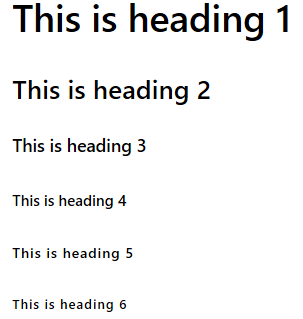 This is heading 1
This is heading 2
This is heading 3
This is heading 4
This is heading 5
This is heading 6